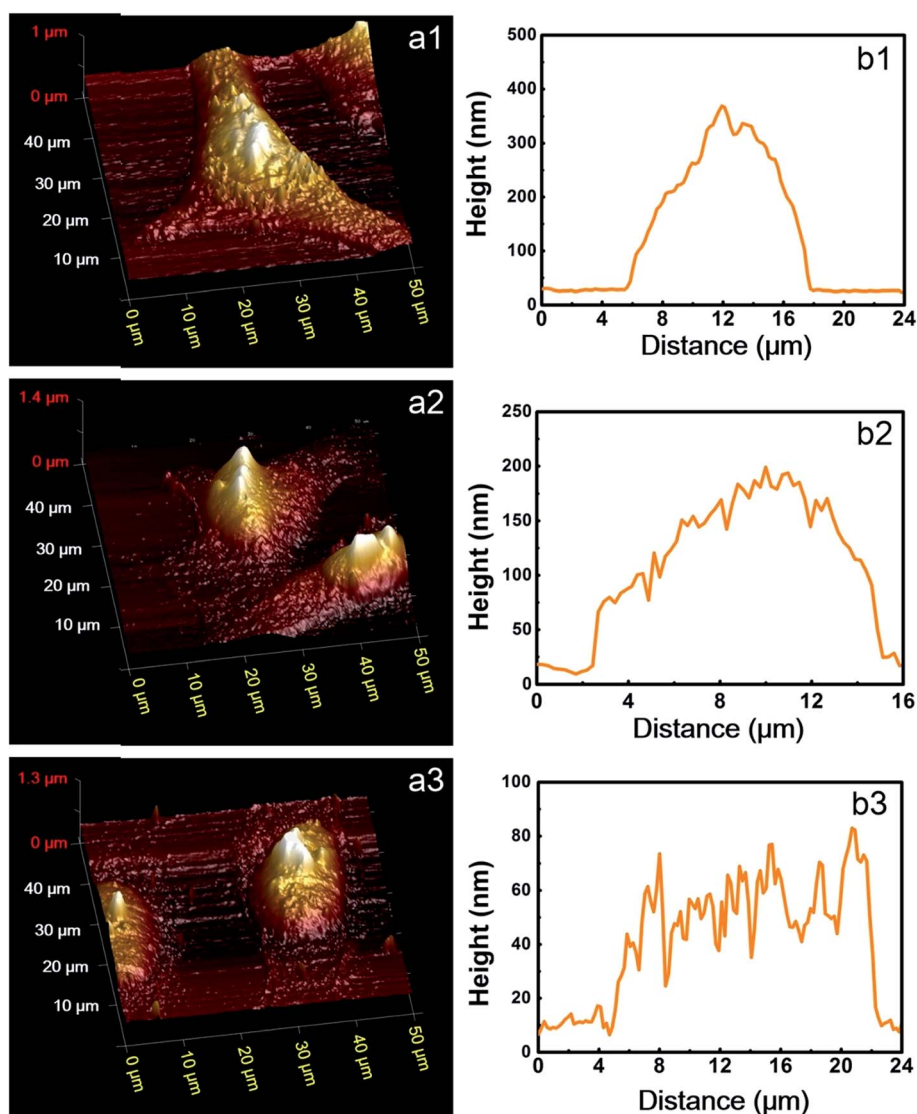 a1
1 µm
0 µm
40 µm
30 µm
20 µm
10 µm
0 µm
10 µm
20 µm
30 µm
40 µm
50 µm
b1
Height (nm)
500
400
300
200
100
0
0 4 8 12 16 20 24
Distance (µm)
a2
1.4 µm
0 µm
40 µm
30 µm
20 µm
10 µm
0 µm
10 µm
20 µm
30 µm
40 µm
50 µm
b2
Height (nm)
250
200
150
100
50
0
0 4 8 12 16
Distance (µm)
a3
1.3 µm
0 µm
40 µm
30 µm
20 µm
10 µm
0 µm
10 µm
20 µm
30 µm
40 µm
50 µm
b3
Height (nm)
100
80
60
40
20
0
0 4 8 12 16 20 24
Distance (µm)